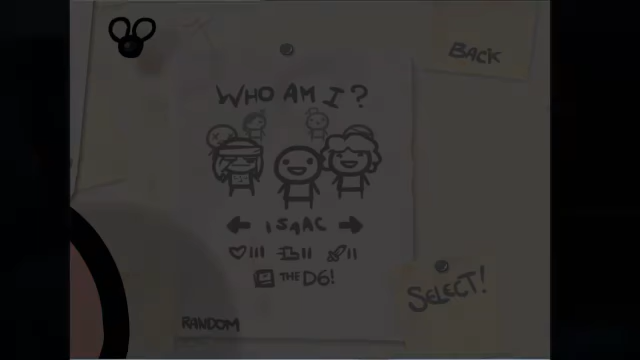 BACK
WHO AM I?
ISAAC
THE D6!
SELECT!
RANDOM